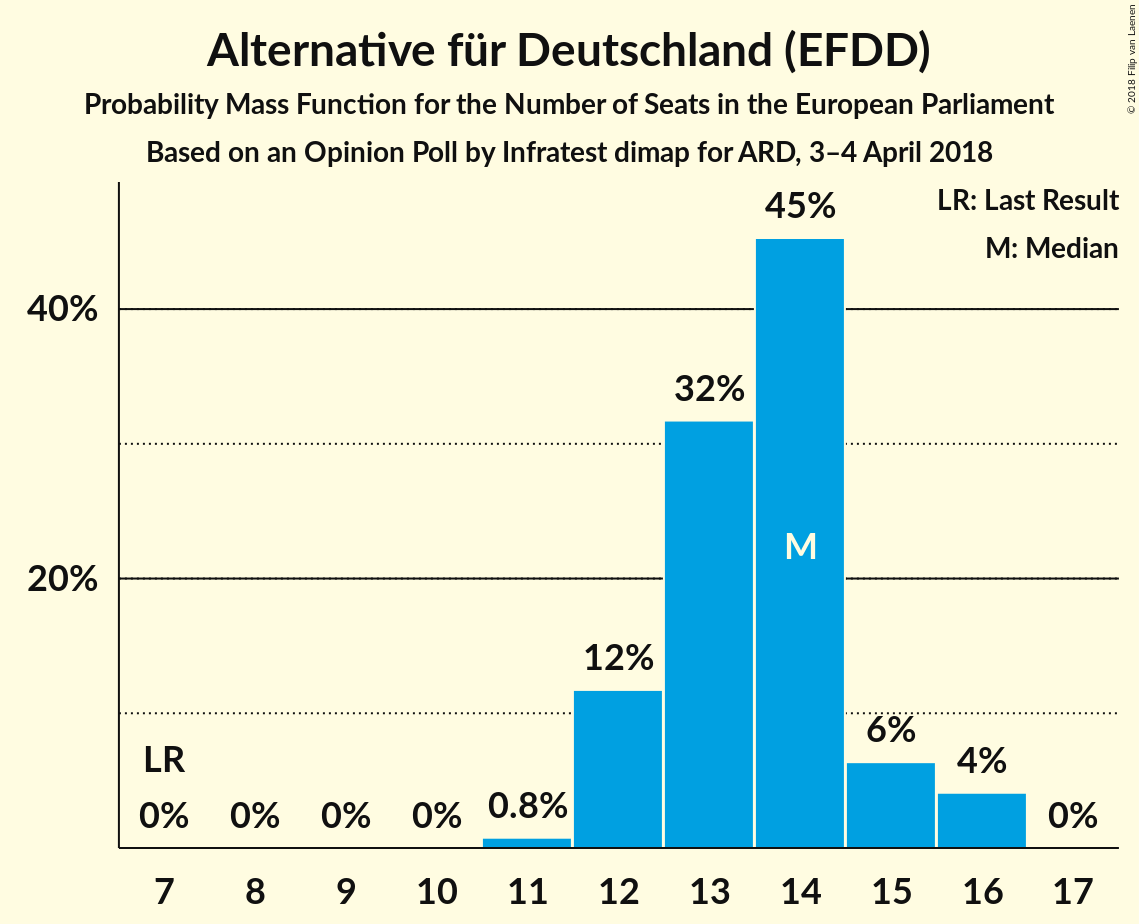 Alternative für Deutschland (EFDD)
Probability Mass Function for the Number of Seats in the European Parliament
Based on an Opinion Poll by Infratest dimap for ARD, 3–4 April 2018
© 2018 Filip van Laenen
LR: Last Result
M: Median
45%
40%
32%
M
20%
12%
6%
LR
4%
0% 0% 0% 0% 0.8% 0%
7 8 9 10 11 12 13 14 15 16 17